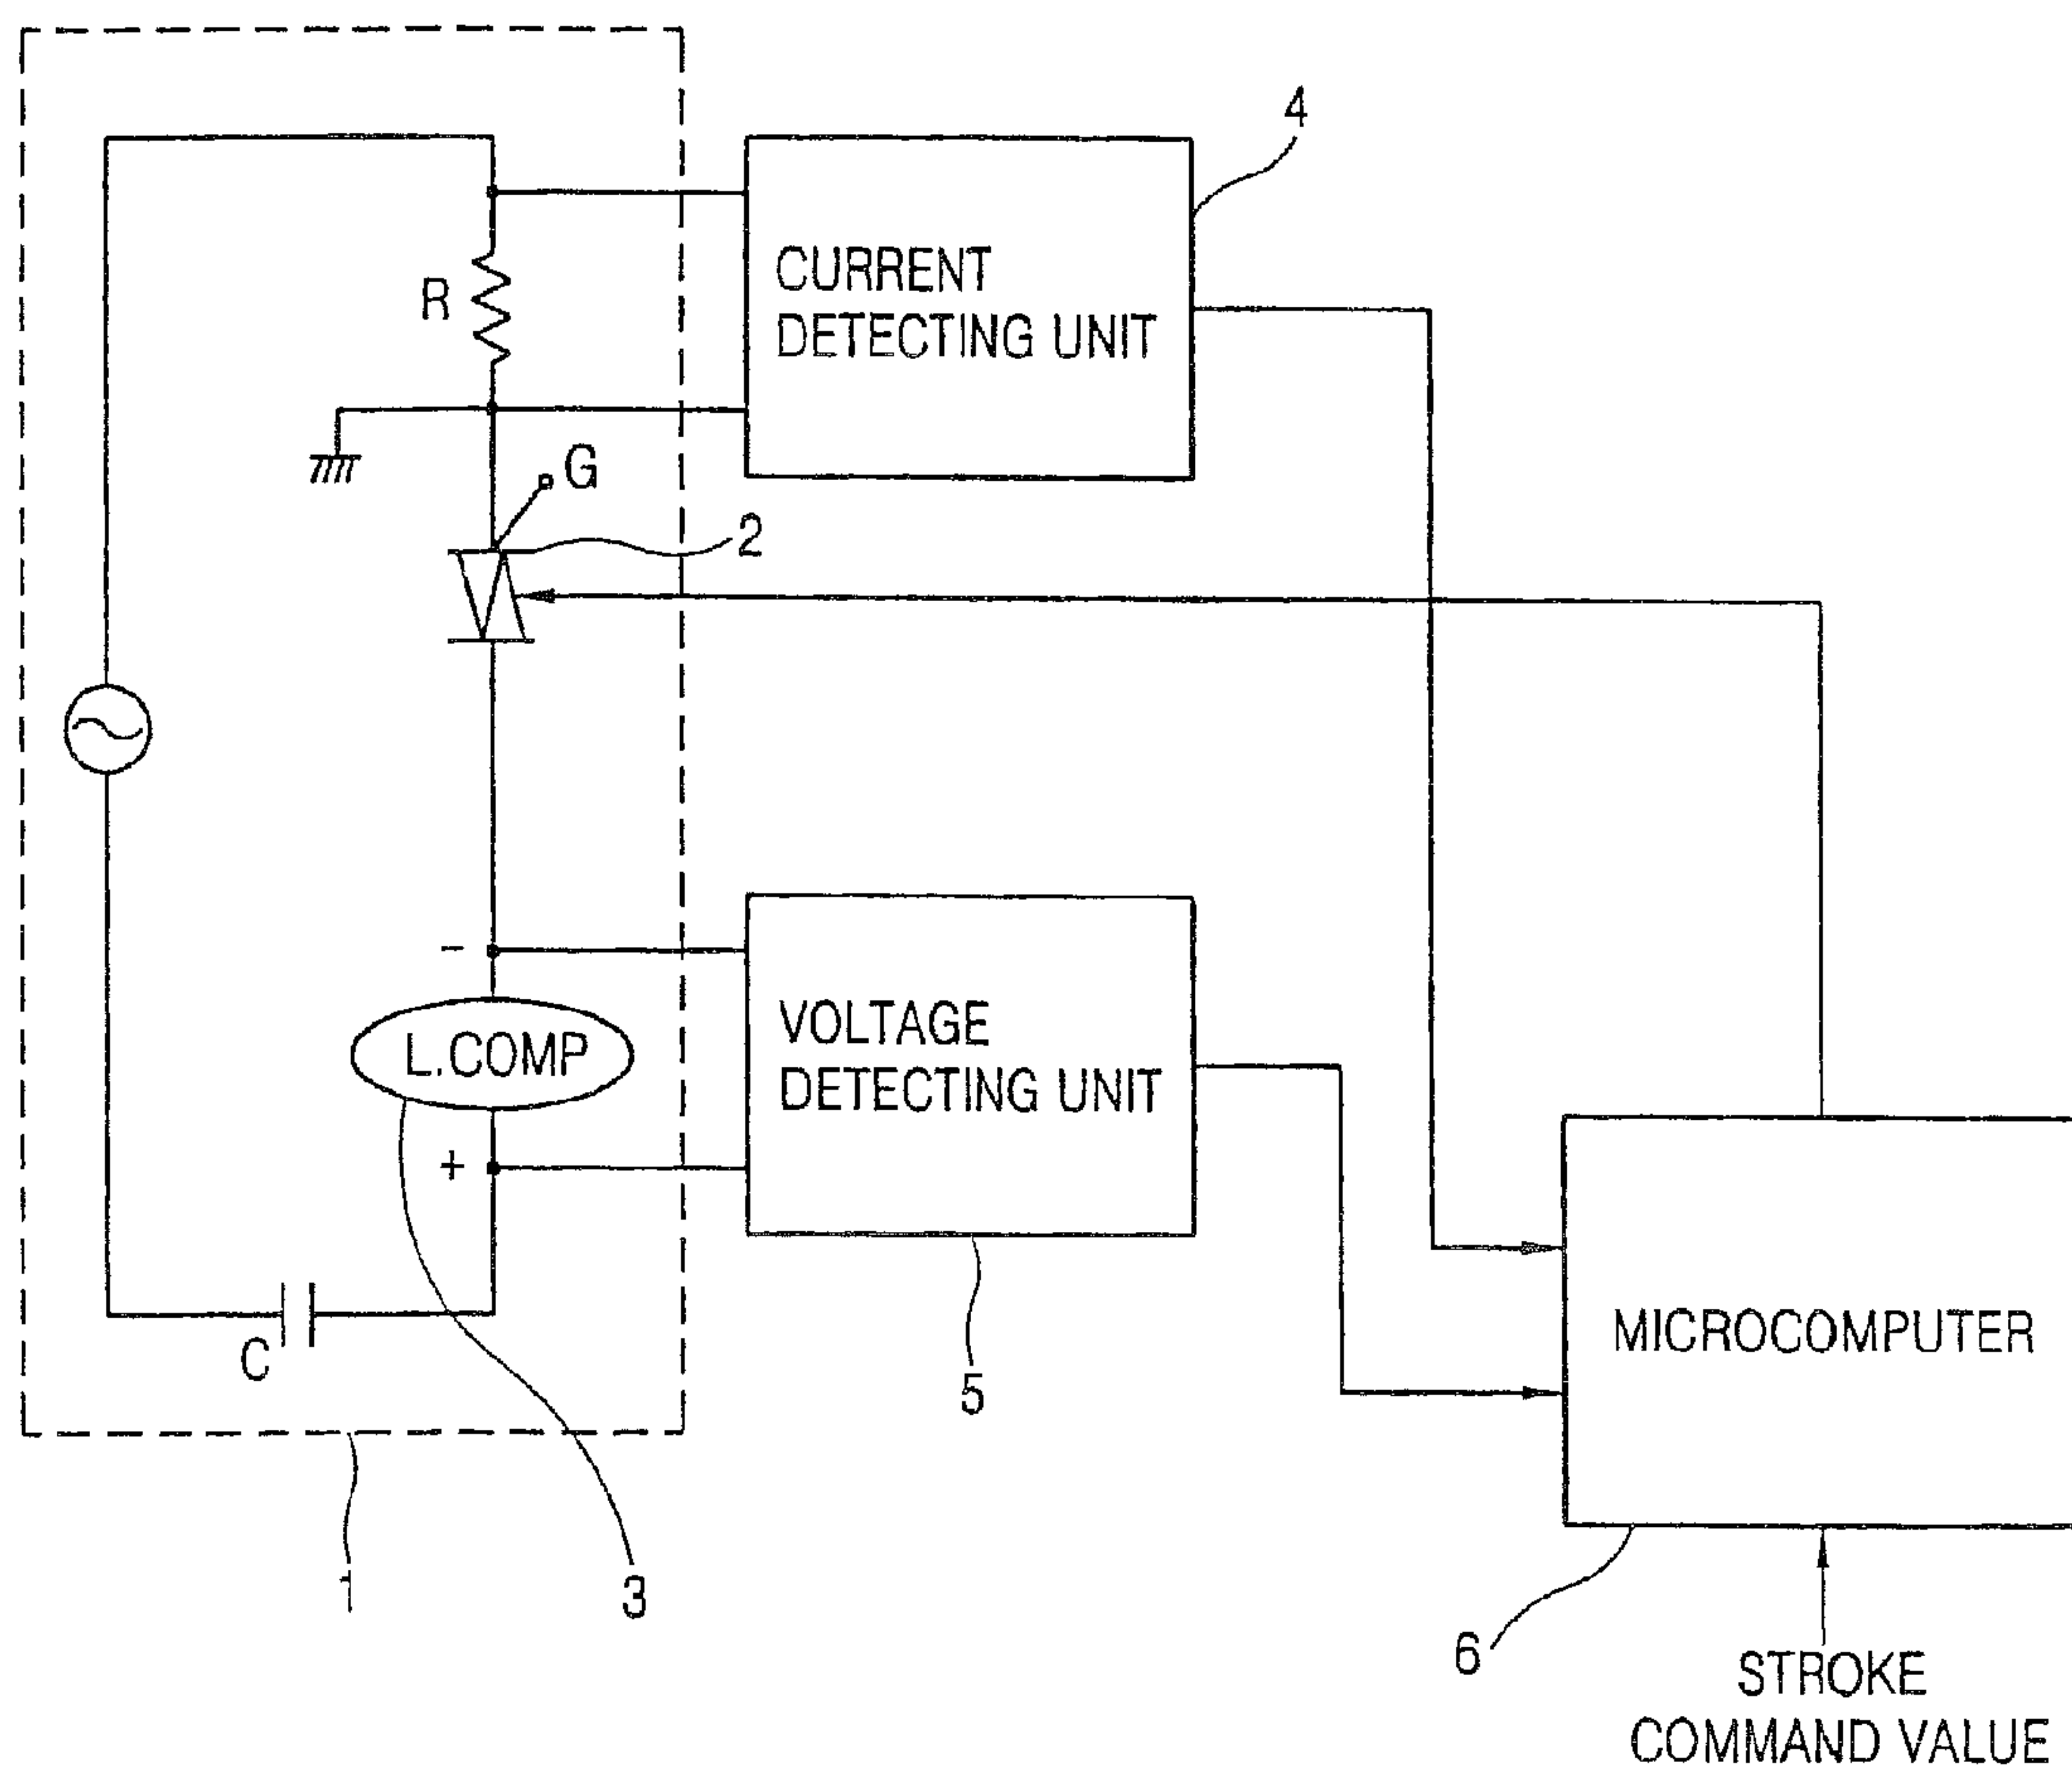 4
CURRENT
DETECTING UNIT
R
G
2
-
VOLTAGE
DETECTING UNIT
L.COMP
+
MICROCOMPUTER
C
5
1
3
6
STROKE
COMMAND VALUE